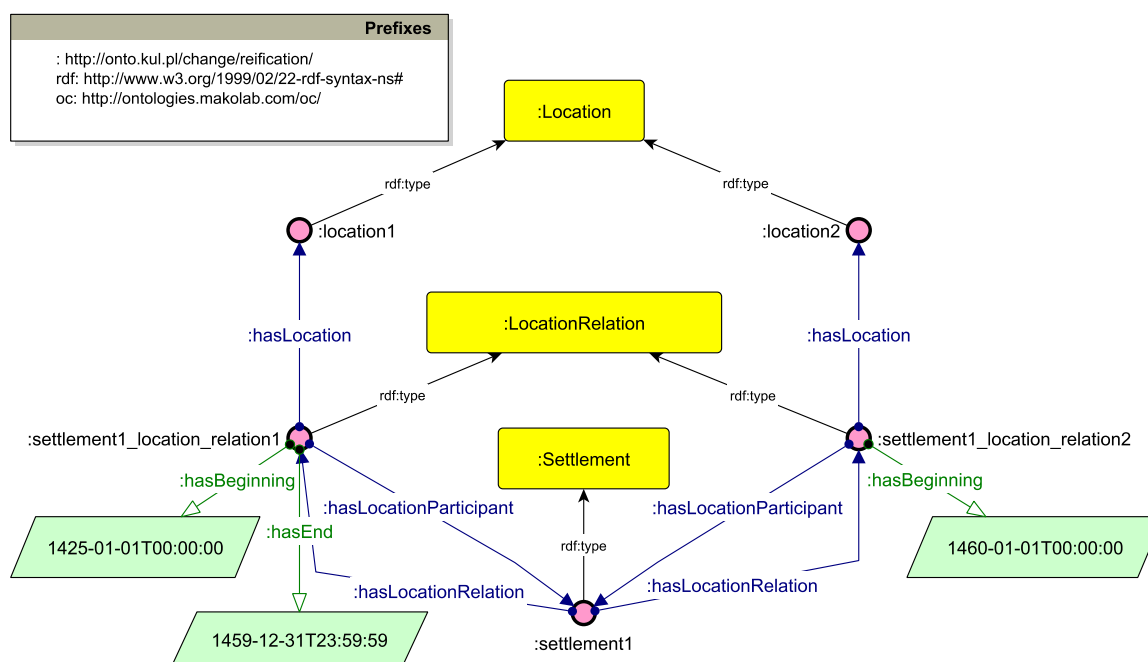 Prefixes
: http://onto.kul.pl/change/reification/
rdf: http://www.w3.org/1999/02/22-rdf-syntax-ns#
oc: http://ontologies.makolab.com/oc/
:Location
rdf:type
rdf:type
:location1
:location2
:LocationRelation
:hasLocation
:hasLocation
rdf:type
rdf:type
:settlement1_location_relation1
:settlement1_location_relation2
:Settlement
:hasBeginning
:hasBeginning
:hasLocationParticipant
:hasLocationParticipant
:hasEnd
1425-01-01T00:00:00
rdf:type
1460-01-01T00:00:00
:hasLocationRelation
:hasLocationRelation
1459-12-31T23:59:59
:settlement1